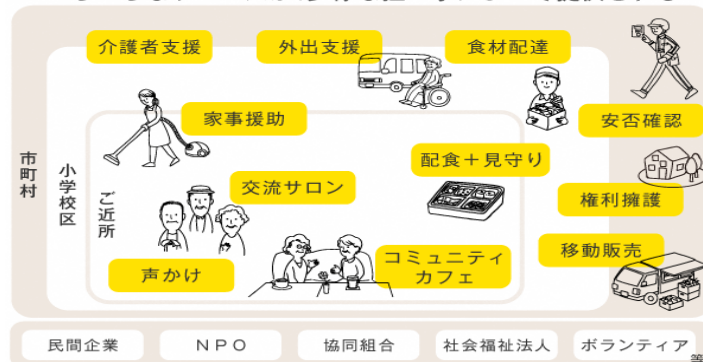 介護者支援
外出支援
食材配達
家事援助
安否確認
配食＋見守り
交流サロン
権利擁護
声かけ
コミュニティ
カフェ
移動販売
市町村
小学校区
ご近所
民間企業
NPO
協同組合
社会福祉法人
ボランティア